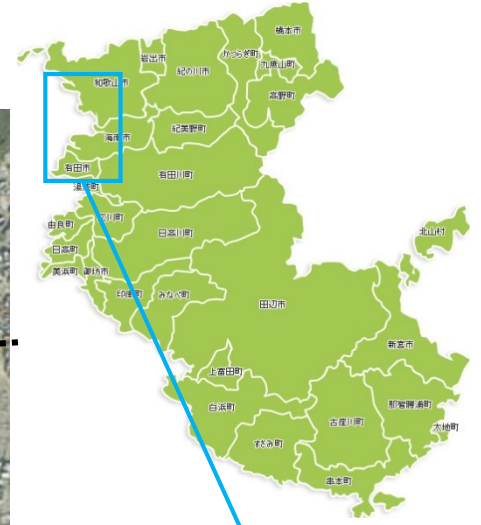 橋本市
かつらぎ町
岩出市
九度山町
紀の川市
和歌山市
高野町
紀美野町
海南市
有田市
有田川町
湯浅町
広川町
由良町
日高川町
北山村
日高町
美浜町
御坊市
印南町
みなべ町
田辺市
新宮市
上富田町
白浜町
那智勝浦町
古座川町
太地町
すさみ町
串本町